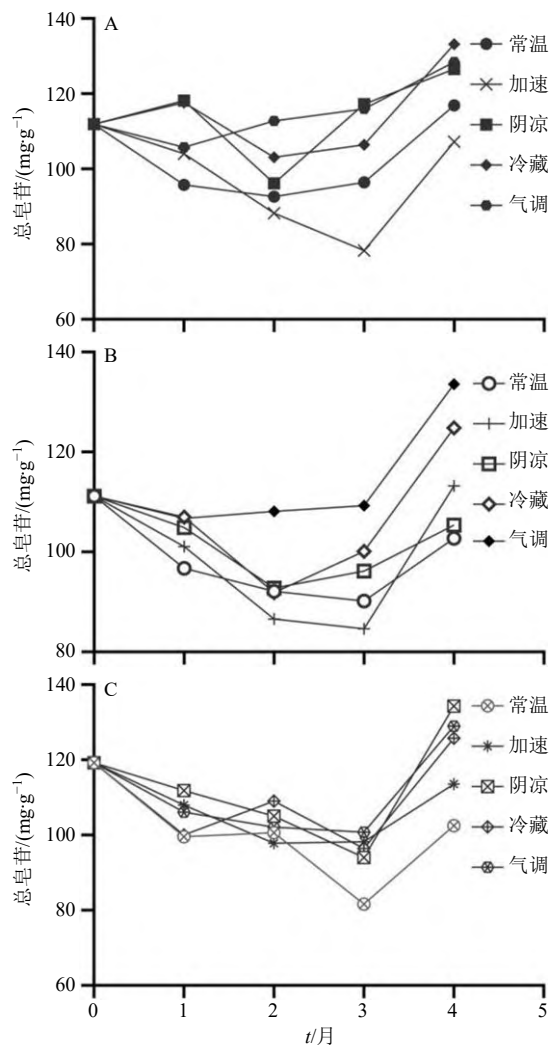 A
140
120
100
80
60
总皂苷/(mg·g⁻¹)
常温
加速
阴凉
冷藏
气调
B
140
120
100
80
总皂苷/(mg·g⁻¹)
常温
加速
阴凉
冷藏
气调
C
140
120
100
80
60
总皂苷/(mg·g⁻¹)
常温
加速
阴凉
冷藏
气调
0 1 2 3 4 5
t/月